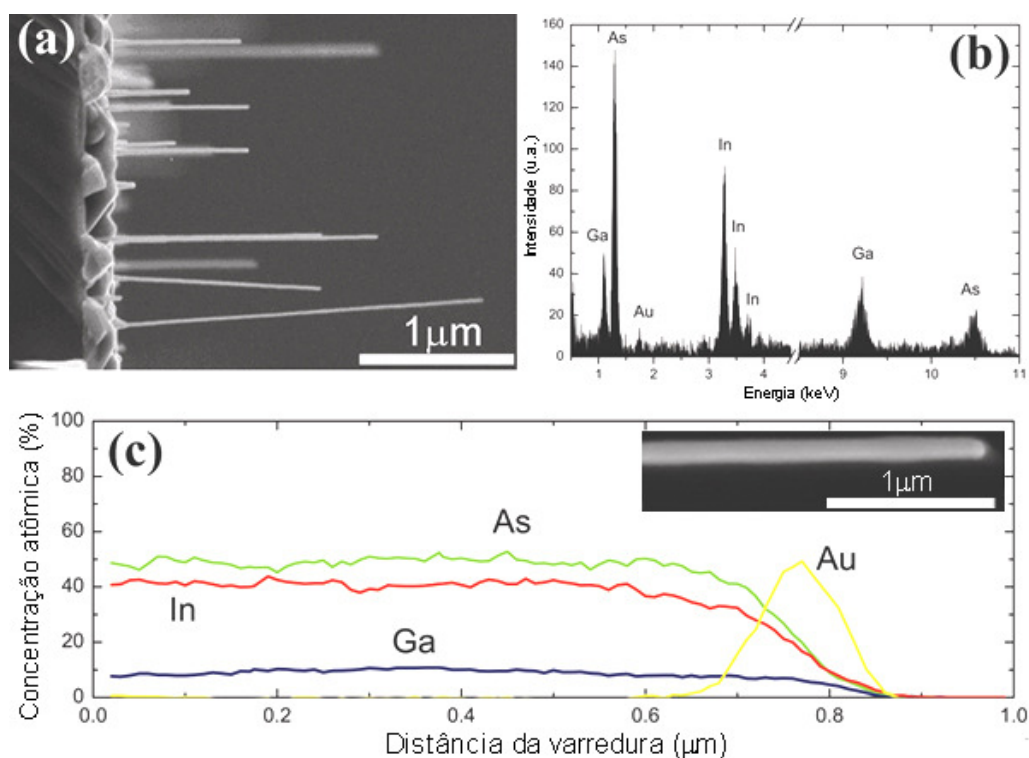 (a)
1µm
(b)
160
140
120
100
80
60
40
20
0
Intensidade (u.a.)
As
Ga
Au
In
In
In
Ga
As
1 2 3 4 9 10 11
Energia (keV)
(c)
100
80
60
40
20
0
Concentração atômica (%)
1µm
As
Au
In
Ga
0.0 0.2 0.4 0.6 0.8 1.0
Distância da varredura (µm)